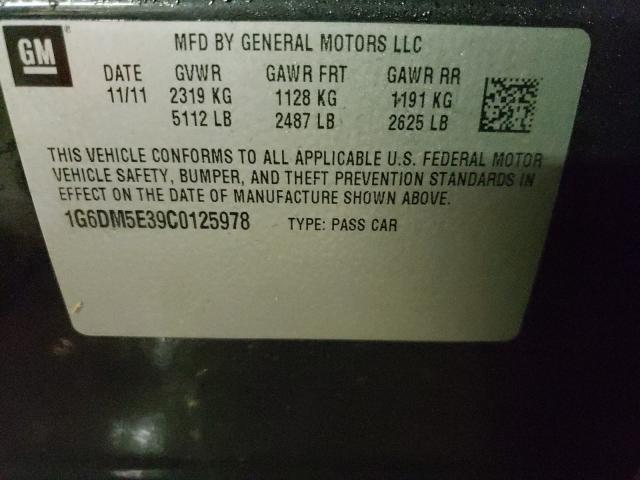 GM
®
MFD BY GENERAL MOTORS LLC
DATE GVWR GAWR FRT GAWR RR
11/11 2319 KG 1128 KG 1191 KG
5112 LB 2487 LB 2625 LB
THIS VEHICLE CONFORMS TO ALL APPLICABLE U.S. FEDERAL MOTOR
VEHICLE SAFETY, BUMPER, AND THEFT PREVENTION STANDARDS IN
EFFECT ON THE DATE OF MANUFACTURE SHOWN ABOVE.
1G6DM5E39C0125978 TYPE: PASS CAR